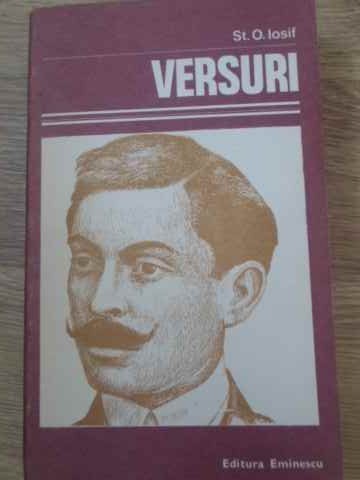 St. O. Iosif
VERSURI
Editura Eminescu